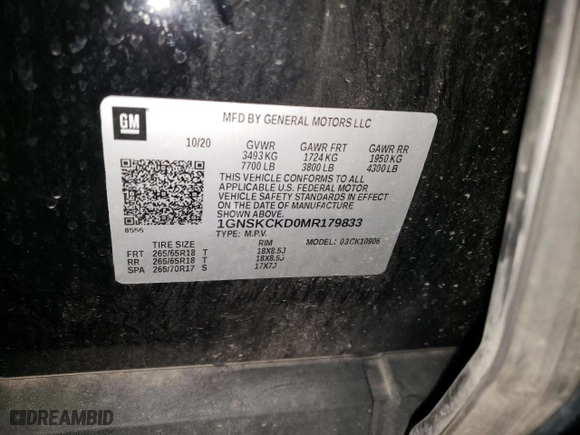 GM
MFD BY GENERAL MOTORS LLC
10/20 GVWR GAWR FRT GAWR RR
3493 KG 1724 KG 1950 KG
7700 LB 3800 LB 4300 LB
THIS VEHICLE CONFORMS TO ALL
APPLICABLE U.S. FEDERAL MOTOR
VEHICLE SAFETY STANDARDS IN EFFECT
ON THE DATE OF MANUFACTURE
SHOWN ABOVE.
8555 1GNSKCKD0MR179833
TYPE: M.P.V. MODEL: 03CK10906
TIRE SIZE RIM
FRT 265/65R18 T 18X8.5J
RR 265/65R18 T 18X8.5J
SPA 265/70R17 S 17X7J
DREAMBID